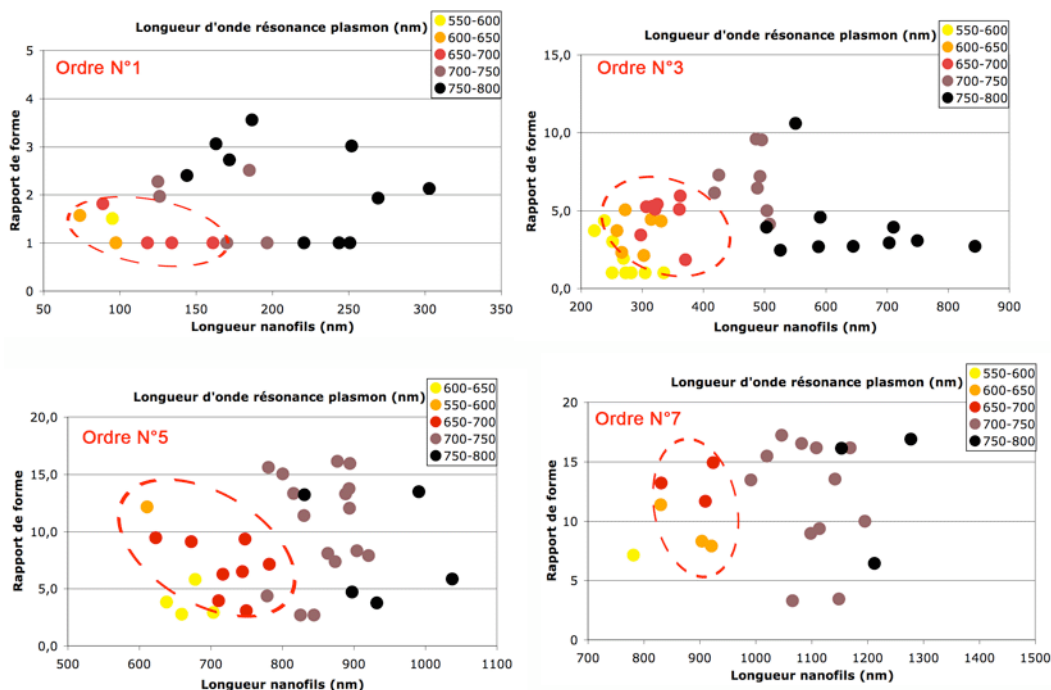 Longueur d'onde résonance plasmon (nm)
550-600
600-650
650-700
700-750
750-800
Ordre N°1
Rapport de forme
5
4
3
2
1
0
50 100 150 200 250 300 350
Longueur nanofils (nm)
Longueur d'onde résonance plasmon (nm)
550-600
600-650
650-700
700-750
750-800
Ordre N°3
Rapport de forme
15,0
10,0
5,0
0,0
200 300 400 500 600 700 800 900
Longueur nanofils (nm)
Longueur d'onde résonance plasmon (nm)
600-650
550-600
650-700
700-750
750-800
Ordre N°5
Rapport de forme
20,0
15,0
10,0
5,0
0,0
500 600 700 800 900 1000 1100
Longueur nanofils (nm)
Longueur d'onde résonance plasmon (nm)
550-600
600-650
650-700
700-750
750-800
Ordre N°7
Rapport de forme
20
15
10
5
0
700 800 900 1000 1100 1200 1300 1400 1500
Longueur nanofils (nm)